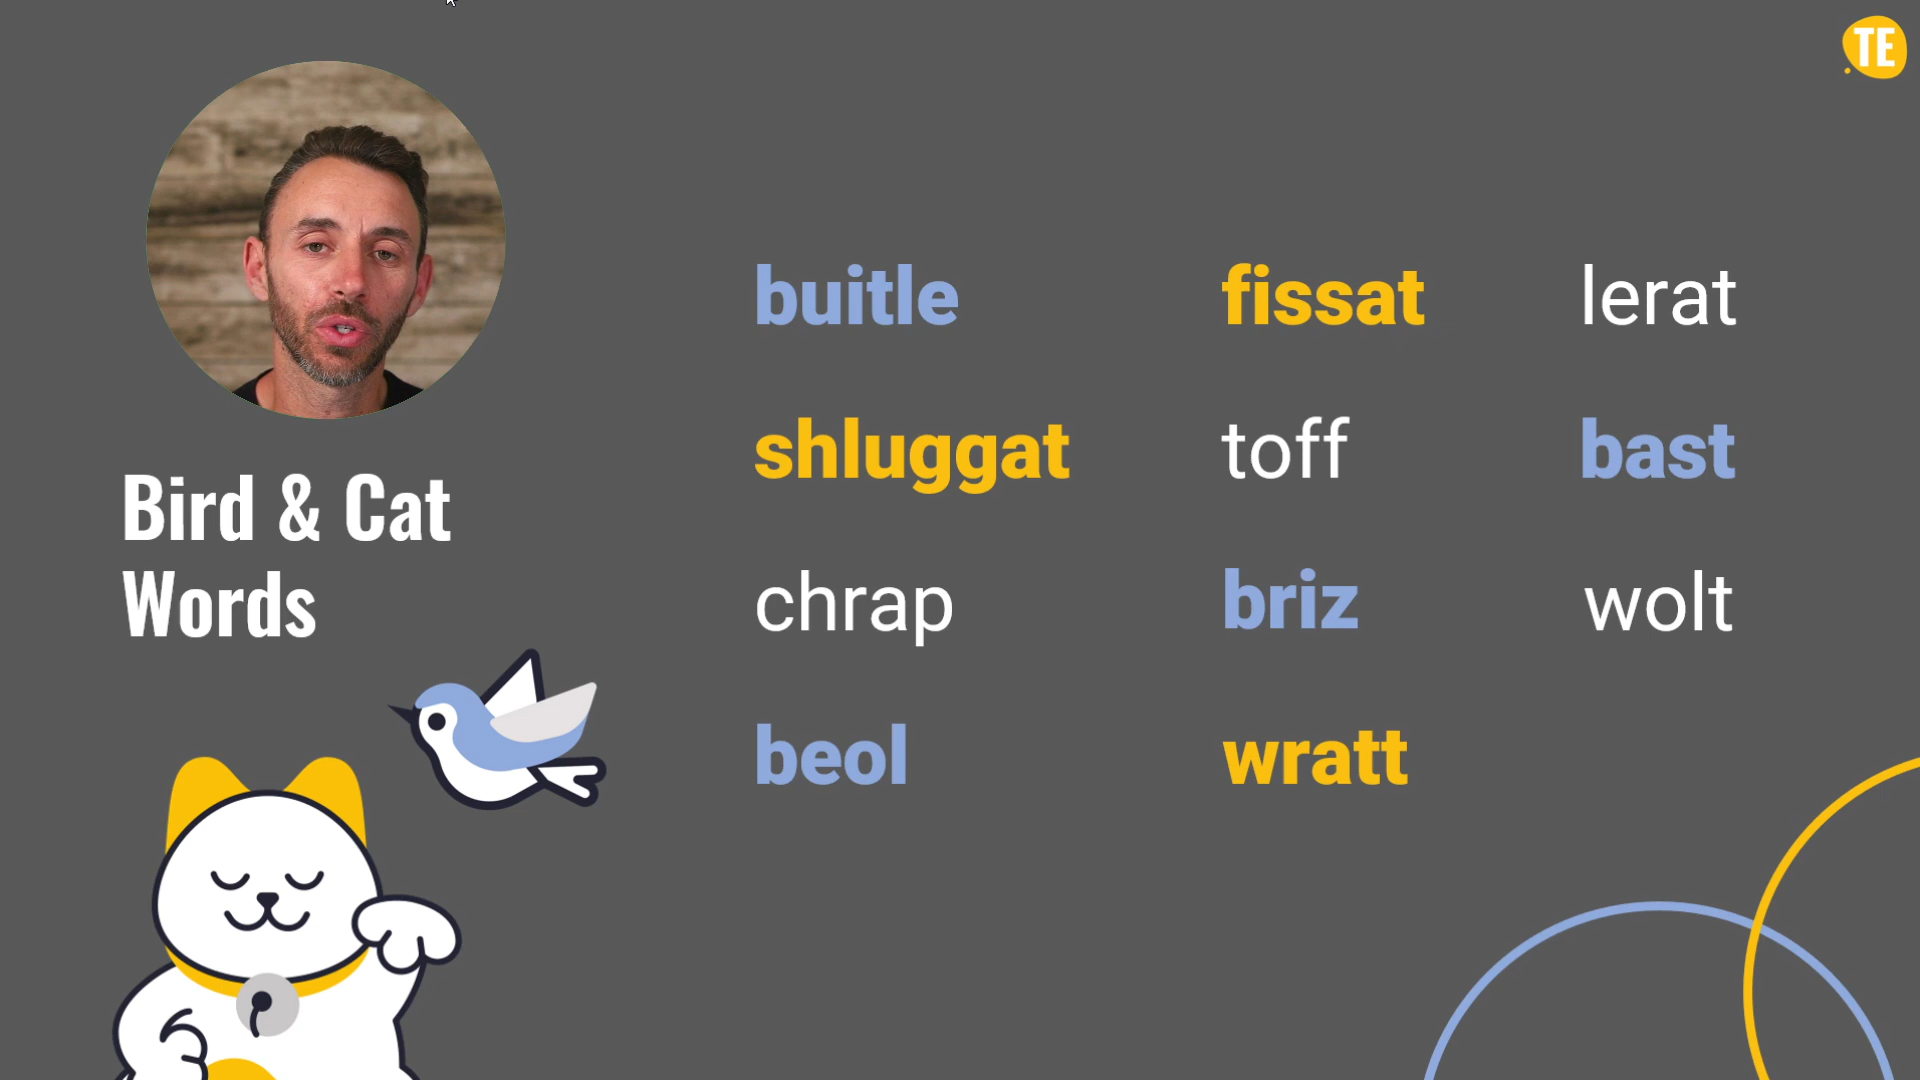 TE
Bird & Cat
Words
buitle fissat lerat
shluggat toff bast
chrap briz wolt
beol wratt